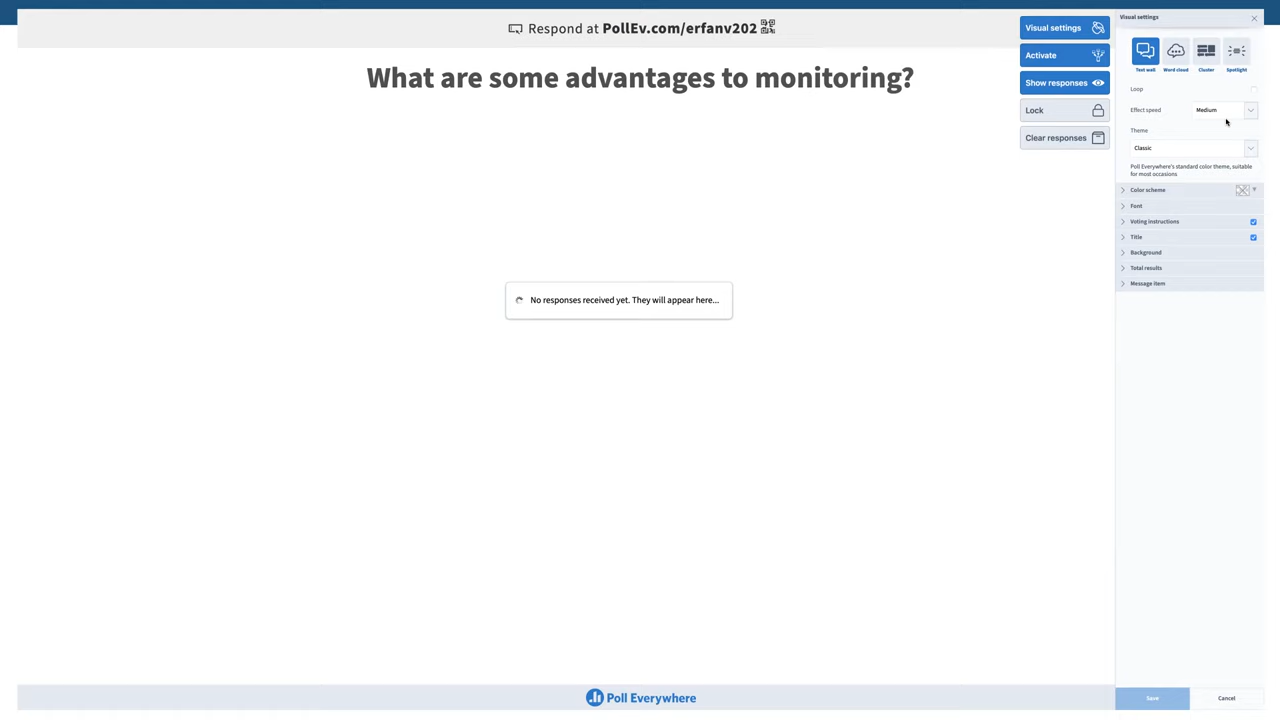 Respond at PollEv.com/erfanv202
What are some advantages to monitoring?
No responses received yet. They will appear here...
Poll Everywhere
Visual settings
Activate
Show responses
Lock
Clear responses
Visual settings
Text wall
Word cloud
Cluster
Spotlight
Loop
Effect speed
Medium
Theme
Classic
Poll Everywhere's standard color theme, suitable
for most occasions
Color scheme
Font
Voting instructions
Title
Background
Total results
Message item
Save
Cancel